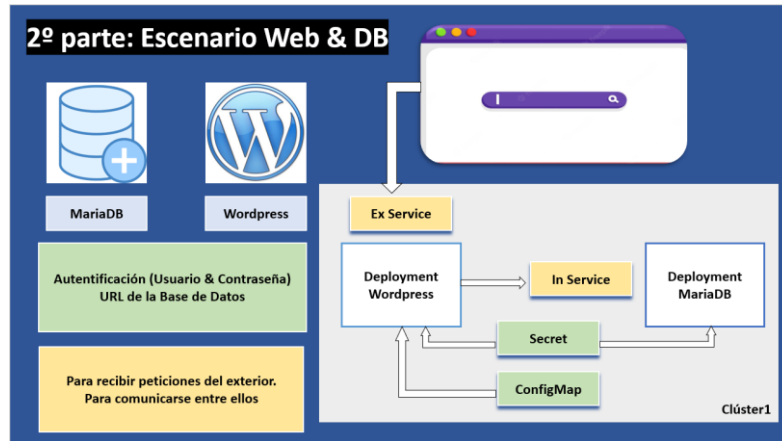 2º parte: Escenario Web & DB
MariaDB
Wordpress
Autentificación (Usuario & Contraseña)
URL de la Base de Datos
Para recibir peticiones del exterior.
Para comunicarse entre ellos
Ex Service
Deployment
Wordpress
In Service
Deployment
MariaDB
Secret
ConfigMap
Clúster1